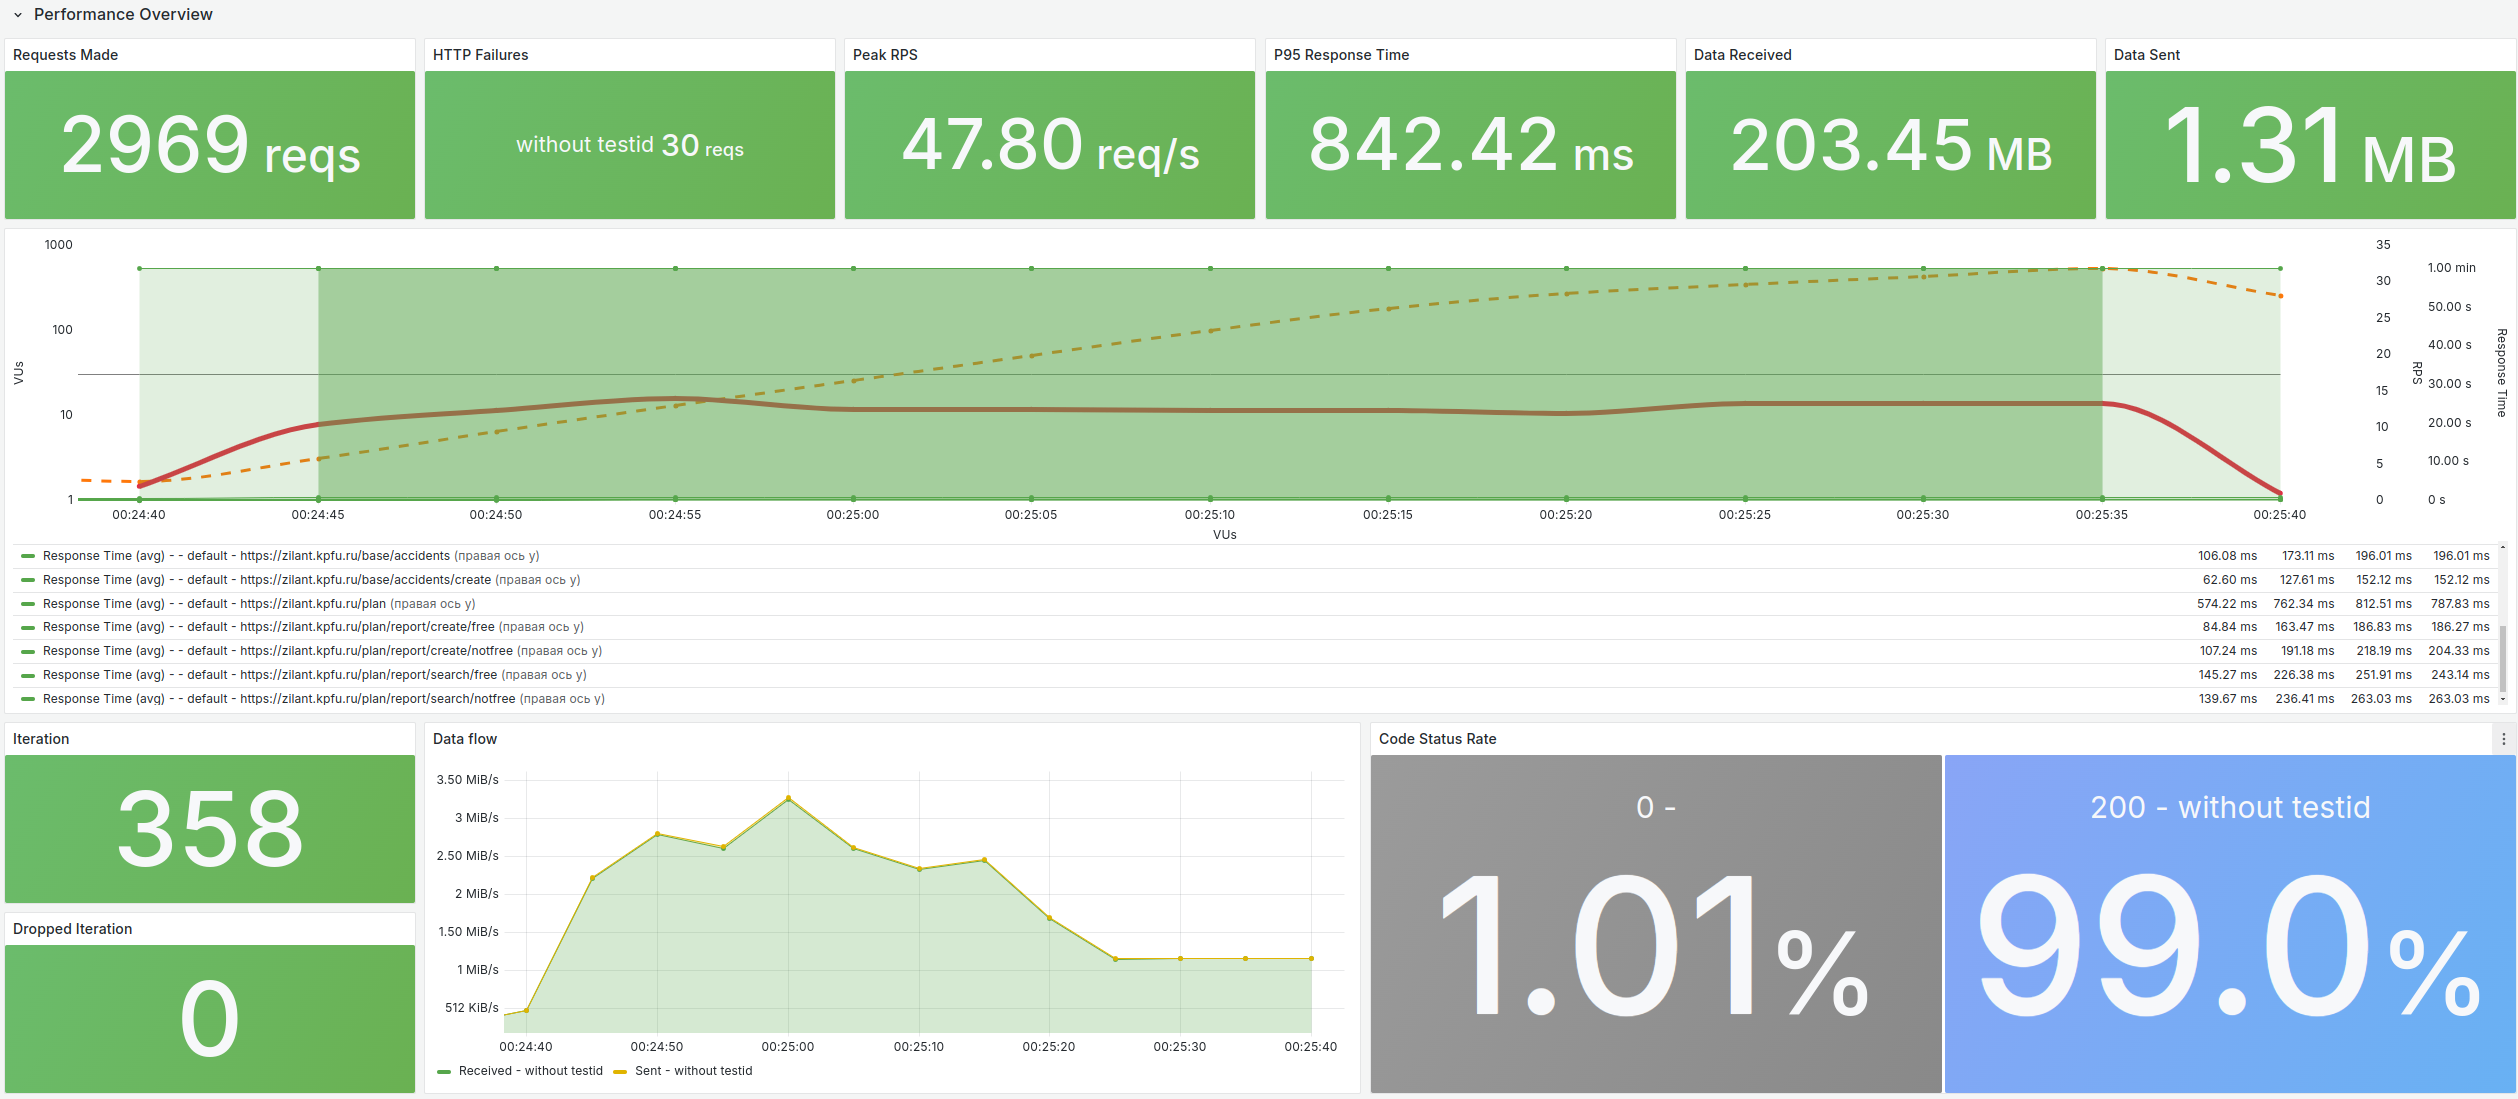 Performance Overview
Requests Made
HTTP Failures
Peak RPS
P95 Response Time
Data Received
Data Sent
2969 reqs
without testid 30 reqs
47.80 req/s
842.42 ms
203.45 MB
1.31 MB
1000
100
10
1
VUs
35
30
25
20
15
10
5
0
RPS
1.00 min
50.00 s
40.00 s
30.00 s
20.00 s
10.00 s
0 s
Response Time
00:24:40 00:24:45 00:24:50 00:24:55 00:25:00 00:25:05 00:25:10 00:25:15 00:25:20 00:25:25 00:25:30 00:25:35 00:25:40
VUs
Response Time (avg) - - default - https://zilant.kpfu.ru/base/accidents (правая ось y) 106.08 ms 173.11 ms 196.01 ms 196.01 ms
Response Time (avg) - - default - https://zilant.kpfu.ru/base/accidents/create (правая ось y) 62.60 ms 127.61 ms 152.12 ms 152.12 ms
Response Time (avg) - - default - https://zilant.kpfu.ru/plan (правая ось y) 574.22 ms 762.34 ms 812.51 ms 787.83 ms
Response Time (avg) - - default - https://zilant.kpfu.ru/plan/report/create/free (правая ось y) 84.84 ms 163.47 ms 186.83 ms 186.27 ms
Response Time (avg) - - default - https://zilant.kpfu.ru/plan/report/create/notfree (правая ось y) 107.24 ms 191.18 ms 218.19 ms 204.33 ms
Response Time (avg) - - default - https://zilant.kpfu.ru/plan/report/search/free (правая ось y) 145.27 ms 226.38 ms 251.91 ms 243.14 ms
Response Time (avg) - - default - https://zilant.kpfu.ru/plan/report/search/notfree (правая ось y) 139.67 ms 236.41 ms 263.03 ms 263.03 ms
Iteration
358
Dropped Iteration
0
Data flow
3.50 MiB/s
3 MiB/s
2.50 MiB/s
2 MiB/s
1.50 MiB/s
1 MiB/s
512 KiB/s
00:24:40 00:24:50 00:25:00 00:25:10 00:25:20 00:25:30 00:25:40
Received - without testid Sent - without testid
Code Status Rate
0 -
1.01%
200 - without testid
99.0%